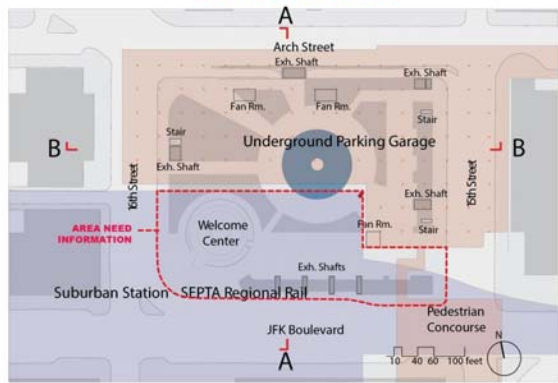 A
Arch Street
Exh. Shaft
Exh. Shaft
Fan Rm.
Fan Rm.
Stair
Underground Parking Garage
B
B
Exh. Shaft
16th Street
15th Street
Exh. Shaft
AREA NEED
INFORMATION
Welcome
Center
Fan Rm.
Stair
Exh. Shafts
Suburban Station - SEPTA Regional Rail
Pedestrian
Concourse
JFK Boulevard
N
A
10 40 60 100 feet